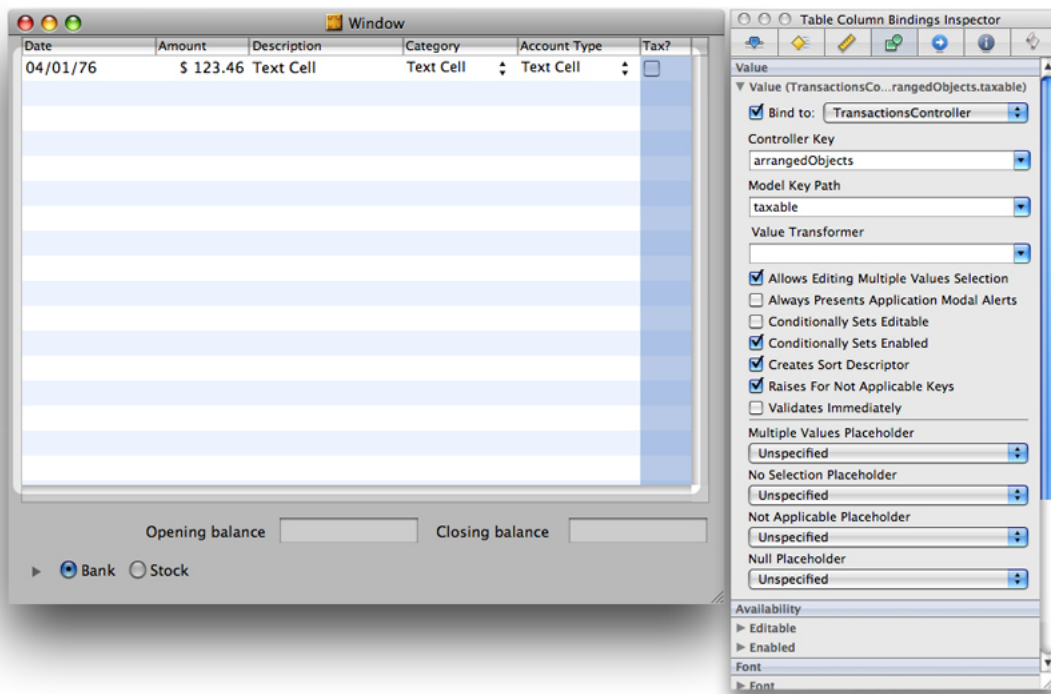 Window
Date Amount Description Category Account Type Tax?
04/01/76 $ 123.46 Text Cell Text Cell Text Cell
Opening balance Closing balance
Bank Stock
Table Column Bindings Inspector
Value
Value (TransactionsCo...rangedObjects.taxable)
Bind to: TransactionsController
Controller Key
arrangedObjects
Model Key Path
taxable
Value Transformer
Allows Editing Multiple Values Selection
Always Presents Application Modal Alerts
Conditionally Sets Editable
Conditionally Sets Enabled
Creates Sort Descriptor
Raises For Not Applicable Keys
Validates Immediately
Multiple Values Placeholder
Unspecified
No Selection Placeholder
Unspecified
Not Applicable Placeholder
Unspecified
Null Placeholder
Unspecified
Availability
Editable
Enabled
Font
Font